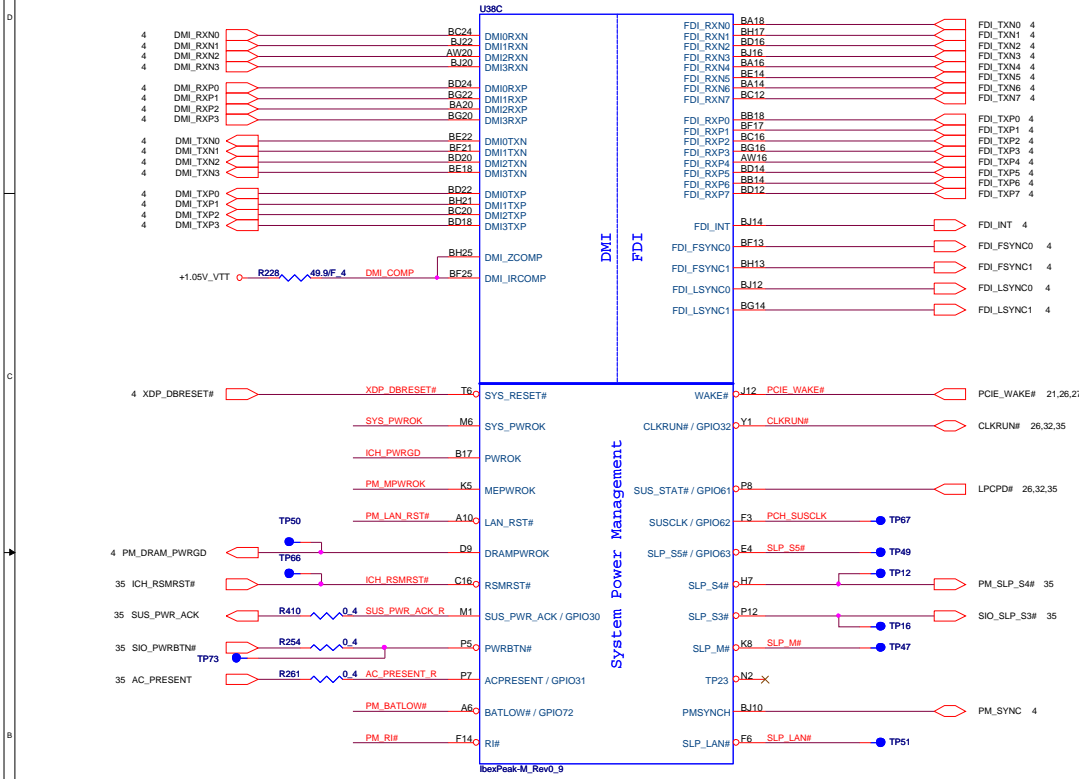 D
U38C
4 DMI_RXN0 BC24 DMI0RXN FDI_RXN0 BA18 FDI_TXN0 4
4 DMI_RXN1 BJ22 DMI1RXN FDI_RXN1 BH17 FDI_TXN1 4
4 DMI_RXN2 AW20 DMI2RXN FDI_RXN2 BD16 FDI_TXN2 4
4 DMI_RXN3 BJ20 DMI3RXN FDI_RXN3 BJ16 FDI_TXN3 4
FDI_RXN4 BA16 FDI_TXN4 4
FDI_RXN5 BE14 FDI_TXN5 4
4 DMI_RXP0 BD24 DMI0RXP FDI_RXN6 BA14 FDI_TXN6 4
4 DMI_RXP1 BG22 DMI1RXP FDI_RXN7 BC12 FDI_TXN7 4
4 DMI_RXP2 BA20 DMI2RXP
4 DMI_RXP3 BG20 DMI3RXP FDI_RXP0 BB18 FDI_TXP0 4
FDI_RXP1 BF17 FDI_TXP1 4
4 DMI_TXN0 BE22 DMI0TXN FDI_RXP2 BC16 FDI_TXP2 4
4 DMI_TXN1 BF21 DMI1TXN FDI_RXP3 BG16 FDI_TXP3 4
4 DMI_TXN2 BD20 DMI2TXN FDI_RXP4 AW16 FDI_TXP4 4
4 DMI_TXN3 BE18 DMI3TXN FDI_RXP5 BD14 FDI_TXP5 4
FDI_RXP6 BB14 FDI_TXP6 4
4 DMI_TXP0 BD22 DMI0TXP FDI_RXP7 BD12 FDI_TXP7 4
4 DMI_TXP1 BH21 DMI1TXP
4 DMI_TXP2 BC20 DMI2TXP
4 DMI_TXP3 BD18 DMI3TXP FDI_INT BJ14 FDI_INT 4
DMI FDI
FDI_FSYNC0 BF13 FDI_FSYNC0 4
BH25 DMI_ZCOMP
FDI_FSYNC1 BH13 FDI_FSYNC1 4
+1.05V_VTT R228 49.9/F_4 DMI_COMP BF25 DMI_IRCOMP
FDI_LSYNC0 BJ12 FDI_LSYNC0 4
FDI_LSYNC1 BG14 FDI_LSYNC1 4
C
4 XDP_DBRESET# XDP_DBRESET# T6 SYS_RESET# WAKE# J12 PCIE_WAKE# PCIE_WAKE# 21,26,27
SYS_PWROK M6 SYS_PWROK CLKRUN# / GPIO32 Y1 CLKRUN# CLKRUN# 26,32,35
ICH_PWRGD B17 PWROK
System Power Management
PM_MPWROK K5 MEPWROK SUS_STAT# / GPIO61 P8 LPCPD# 26,32,35
PM_LAN_RST# A10 LAN_RST# SUSCLK / GPIO62 F3 PCH_SUSCLK TP67
TP50
4 PM_DRAM_PWRGD D9 DRAMPWROK SLP_S5# / GPIO63 E4 SLP_S5# TP49
TP66 TP12
35 ICH_RSMRST# ICH_RSMRST# C16 RSMRST# SLP_S4# H7 PM_SLP_S4# 35
35 SUS_PWR_ACK R410 0_4 SUS_PWR_ACK_R M1 SUS_PWR_ACK / GPIO30 SLP_S3# P12 SIO_SLP_S3# 35
TP16
35 SIO_PWRBTN# R254 0_4 P5 PWRBTN# SLP_M# K8 SLP_M# TP47
TP73
35 AC_PRESENT R261 0_4 AC_PRESENT_R P7 ACPRESENT / GPIO31 TP23 N2
PM_BATLOW# A6 BATLOW# / GPIO72 PMSYNCH BJ10 PM_SYNC 4
B
PM_RI# F14 RI# SLP_LAN# F6 SLP_LAN# TP51
IbexPeak-M_Rev0_9